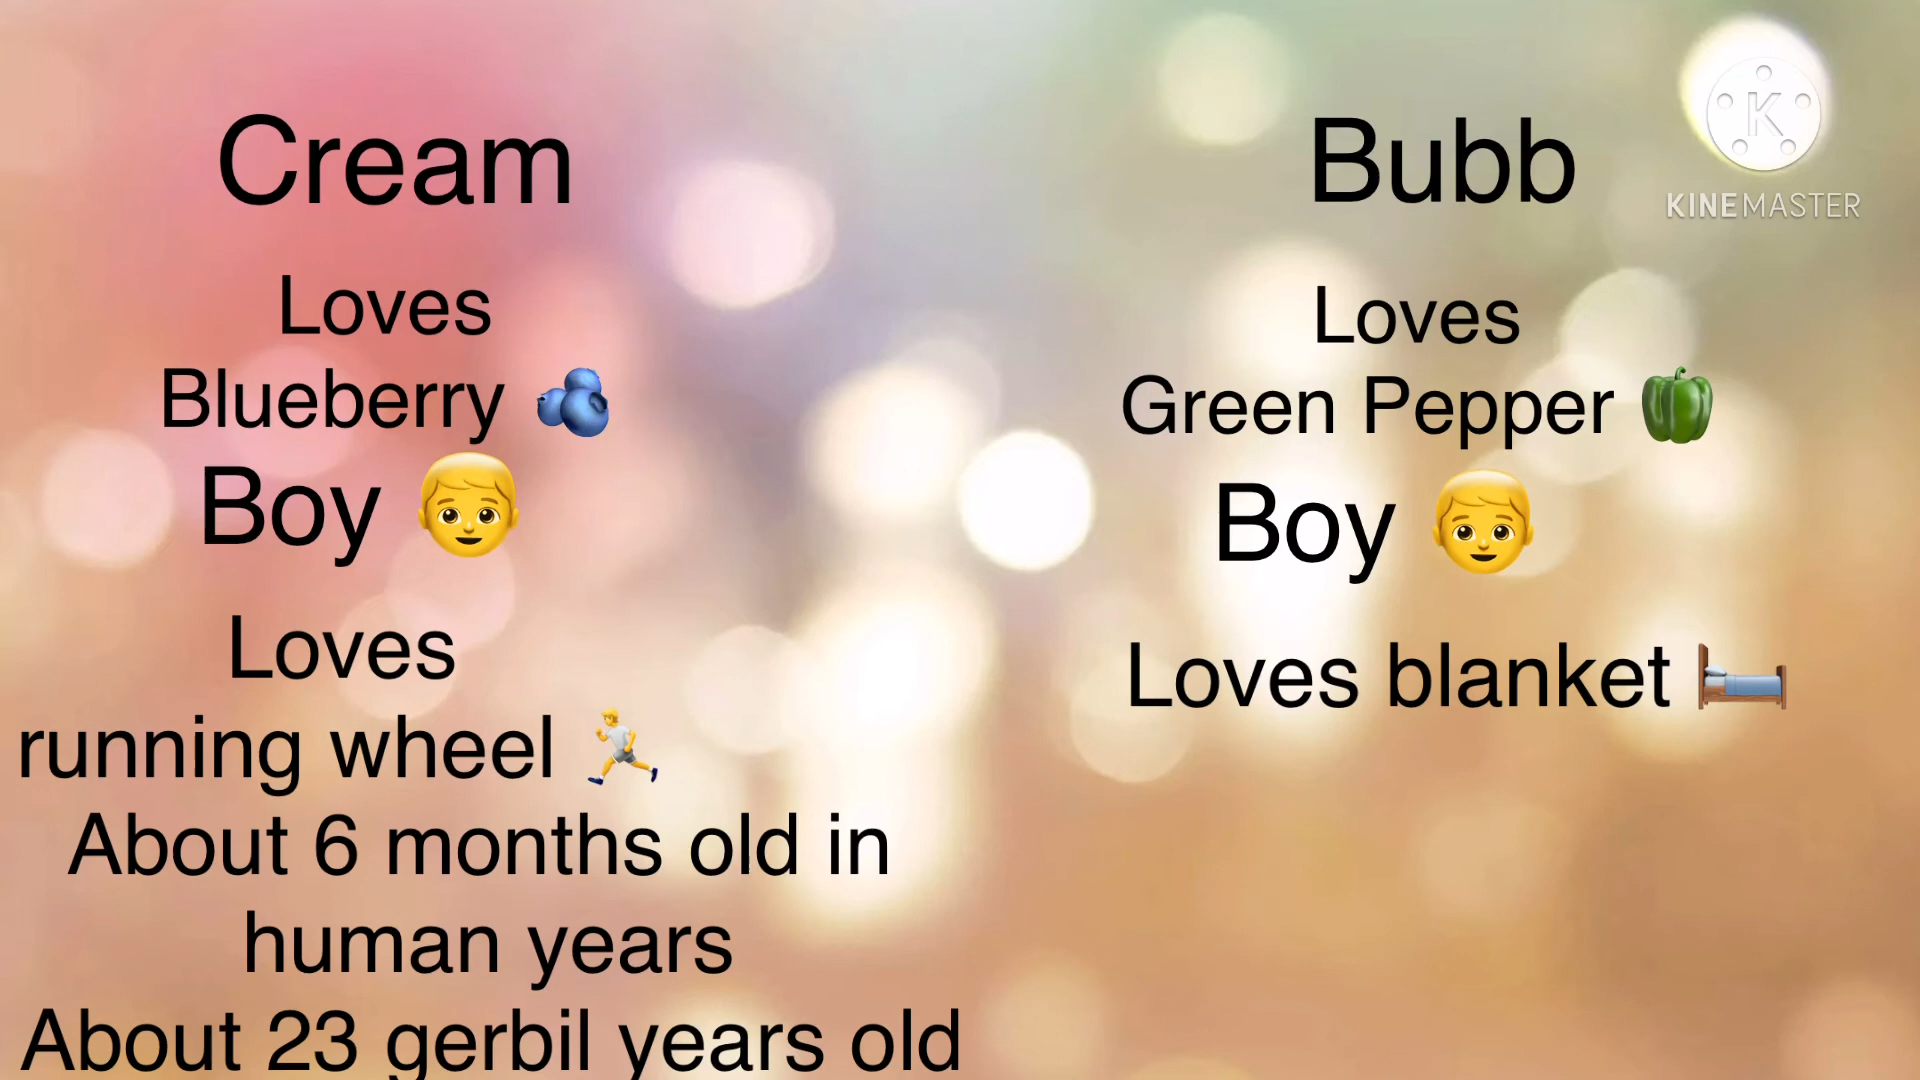 Cream
Loves
Blueberry 🫐
Boy 👦
Loves
running wheel 🏃
About 6 months old in
human years
About 23 gerbil years old
Bubb
Loves
Green Pepper 🫑
Boy 👦
Loves blanket 🛏️
K
KINEMASTER